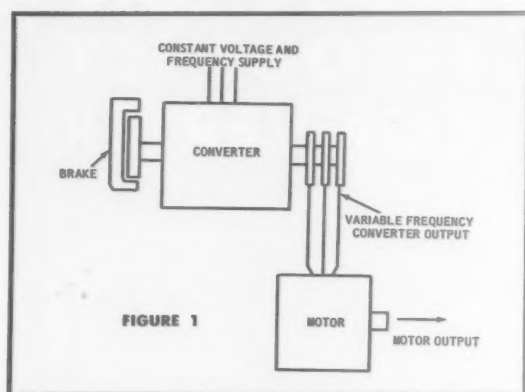 CONSTANT VOLTAGE AND
FREQUENCY SUPPLY
CONVERTER
BRAKE
VARIABLE FREQUENCY
CONVERTER OUTPUT
FIGURE 1
MOTOR
MOTOR OUTPUT